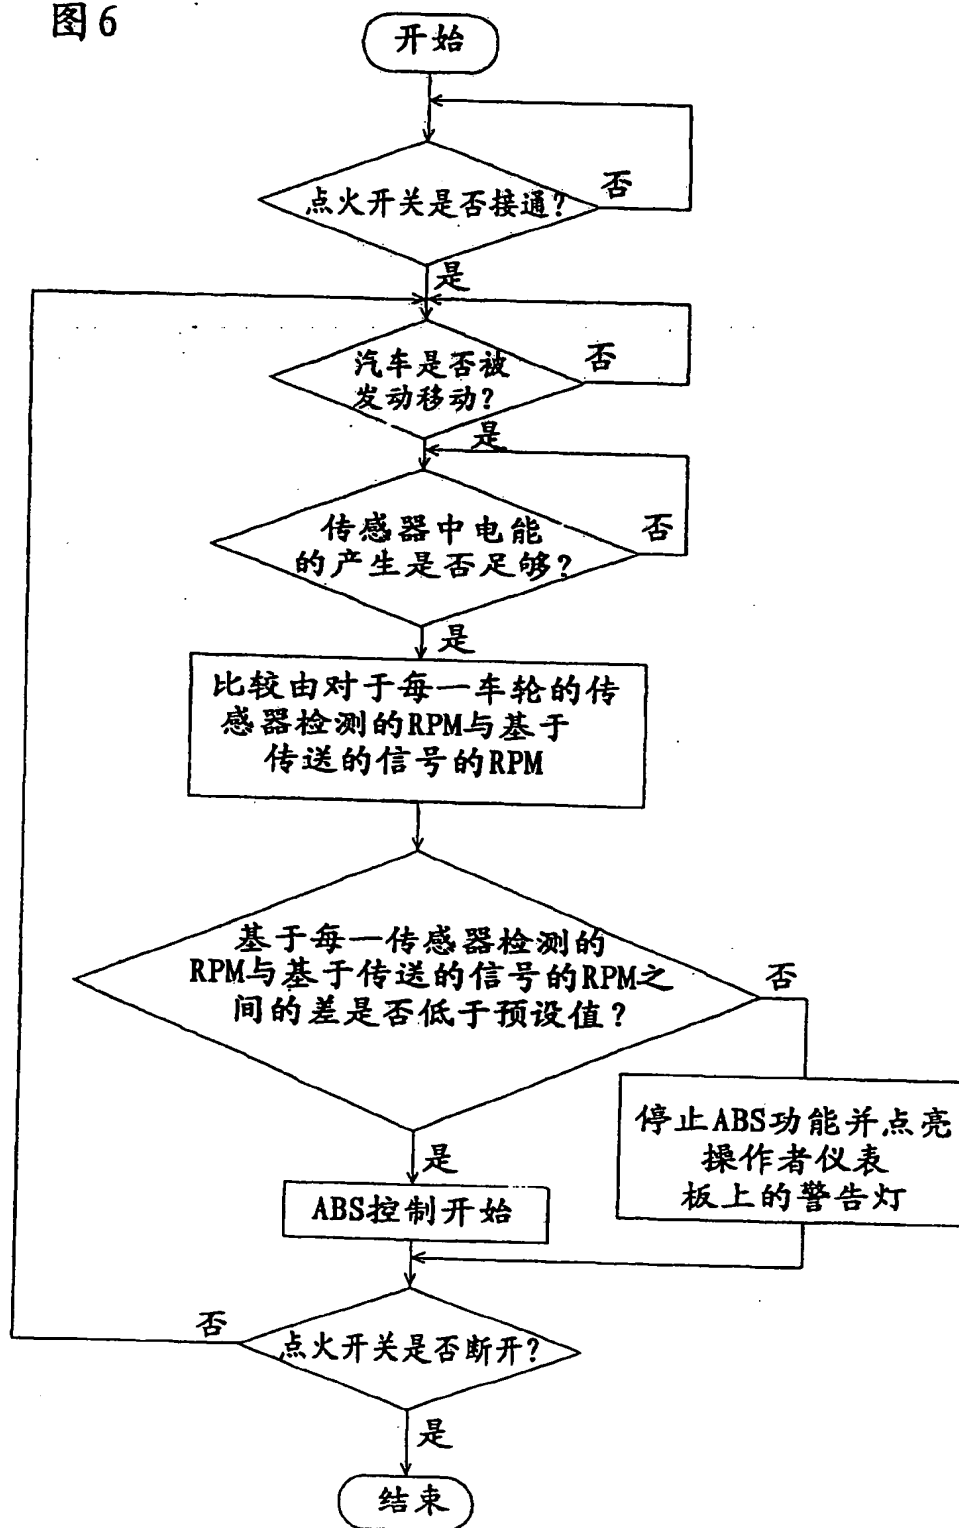 图6
开始
点火开关是否接通?
否
是
汽车是否被
发动移动?
否
是
传感器中电能
的产生是否足够?
否
是
比较由对于每一车轮的传
感器检测的RPM与基于
传送的信号的RPM
基于每一传感器检测的
RPM与基于传送的信号的RPM之
间的差是否低于预设值?
否
停止ABS功能并点亮
操作者仪表
板上的警告灯
是
ABS控制开始
点火开关是否断开?
否
是
结束